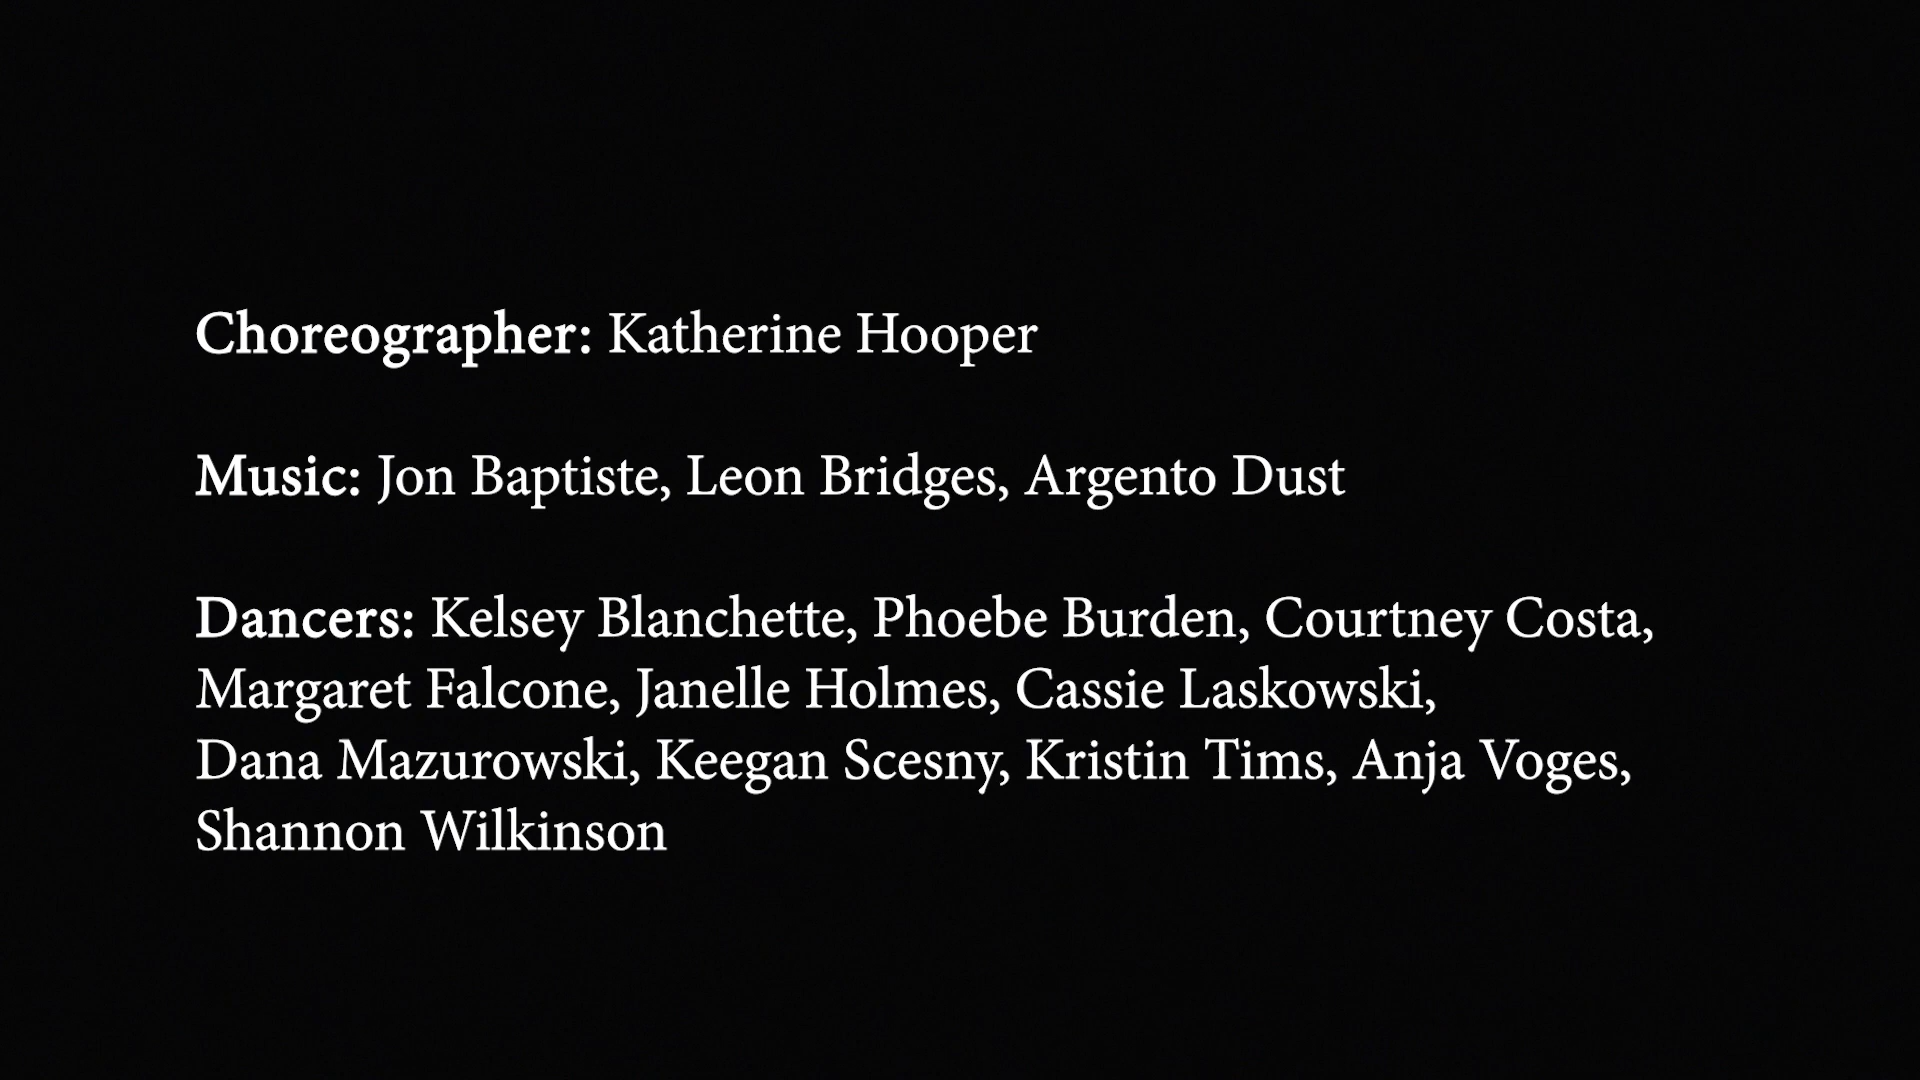 Choreographer: Katherine Hooper
Music: Jon Baptiste, Leon Bridges, Argento Dust
Dancers: Kelsey Blanchette, Phoebe Burden, Courtney Costa,
Margaret Falcone, Janelle Holmes, Cassie Laskowski,
Dana Mazurowski, Keegan Scesny, Kristin Tims, Anja Voges,
Shannon Wilkinson